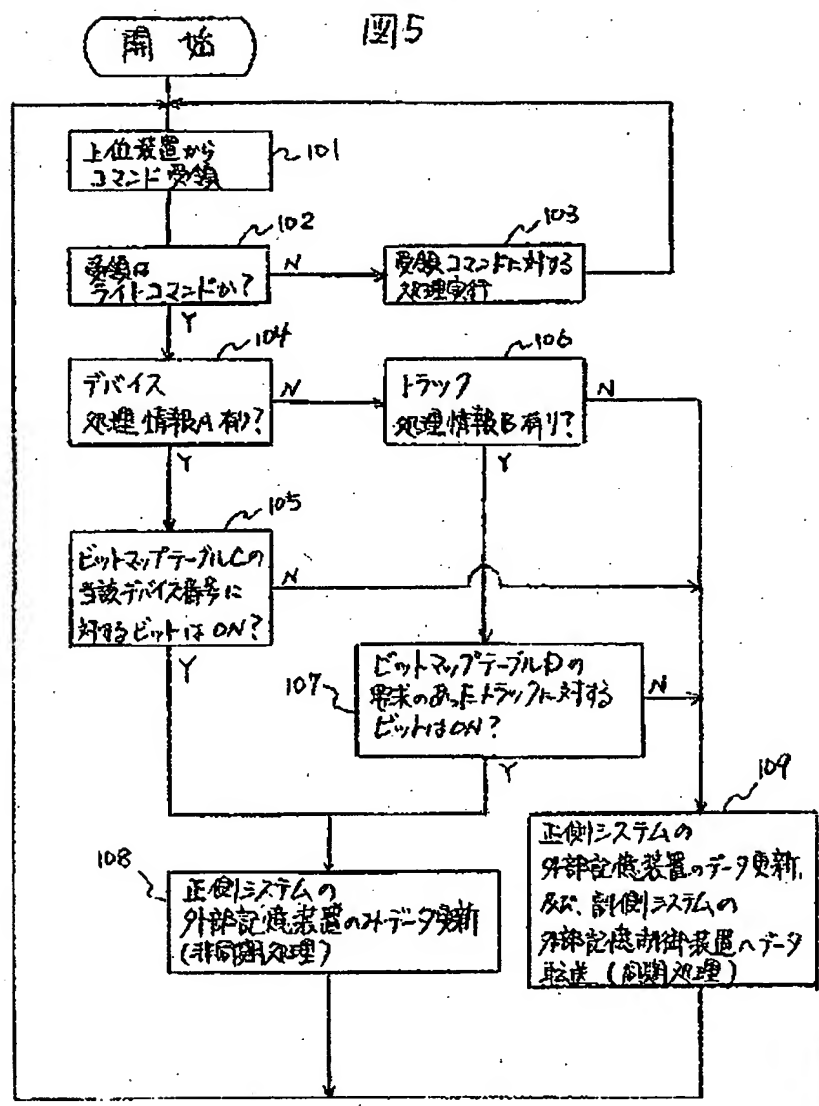 図5
開始
上位装置から
コマンド受領
101
102
受領は
ライトコマンドか?
N
Y
103
受領コマンドに対する
処理実行
104
デバイス
処理情報A有り?
N
Y
106
トラック
処理情報B有り?
N
Y
105
ビットマップテーブルCの
当該デバイス番号に
対するビットはON?
N
Y
107
ビットマップテーブルDの
要求のあったトラックに対する
ビットはON?
N
Y
108
正側システムの
外部記憶装置のみデータ更新
(非同期処理)
109
正側システムの
外部記憶装置のデータ更新,
及び、副側システムの
外部記憶制御装置へデータ
転送(同期処理)